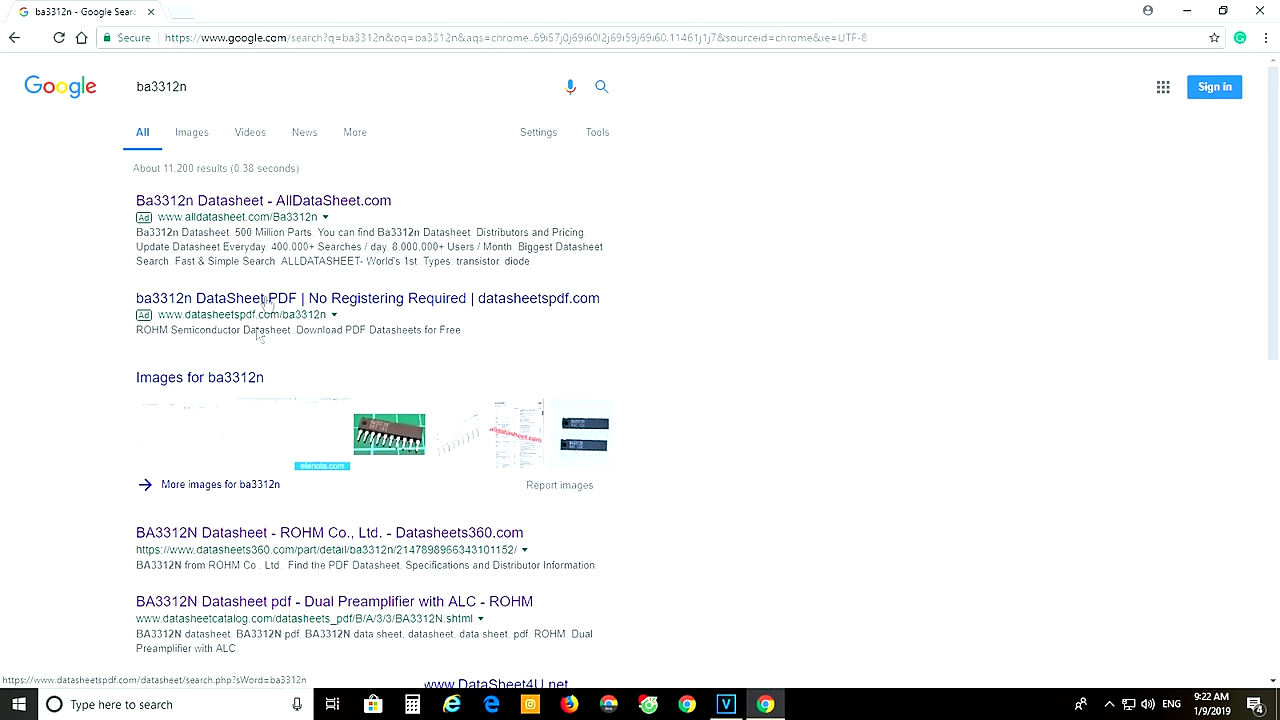 ba3312n - Google Sear
Secure
https://www.google.com/search?q=ba3312n&oq=ba3312n&aqs=chrome..69i57j0j69i60l2j69i59j69i60.11461j1j7&sourceid=chrome&ie=UTF-8
Google
ba3312n
Sign in
All Images Videos News More Settings Tools
About 11,200 results (0.38 seconds)
Ba3312n Datasheet - AllDataSheet.com
Ad www.alldatasheet.com/Ba3312n
Ba3312n Datasheet. 500 Million Parts. You can find Ba3312n Datasheet. Distributors and Pricing.
Update Datasheet Everyday. 400,000+ Searches / day. 8,000,000+ Users / Month. Biggest Datasheet
Search. Fast & Simple Search. ALLDATASHEET- World's 1st. Types: transistor, diode
ba3312n DataSheet PDF | No Registering Required | datasheetspdf.com
Ad www.datasheetspdf.com/ba3312n
ROHM Semiconductor Datasheet. Download PDF Datasheets for Free
Images for ba3312n
elenota.com
alldatasheet.com
More images for ba3312n
Report images
BA3312N Datasheet - ROHM Co., Ltd. - Datasheets360.com
https://www.datasheets360.com/part/detail/ba3312n/2147898966343101152/
BA3312N from ROHM Co., Ltd. Find the PDF Datasheet, Specifications and Distributor Information.
BA3312N Datasheet pdf - Dual Preamplifier with ALC - ROHM
www.datasheetcatalog.com/datasheets_pdf/B/A/3/3/BA3312N.shtml
BA3312N datasheet, BA3312N pdf, BA3312N data sheet, datasheet, data sheet, pdf, ROHM, Dual
Preamplifier with ALC
www.DataSheet4U.net
https://www.datasheetspdf.com/datasheet/search.php?sWord=ba3312n
Type here to search
ENG
9:22 AM
1/9/2019